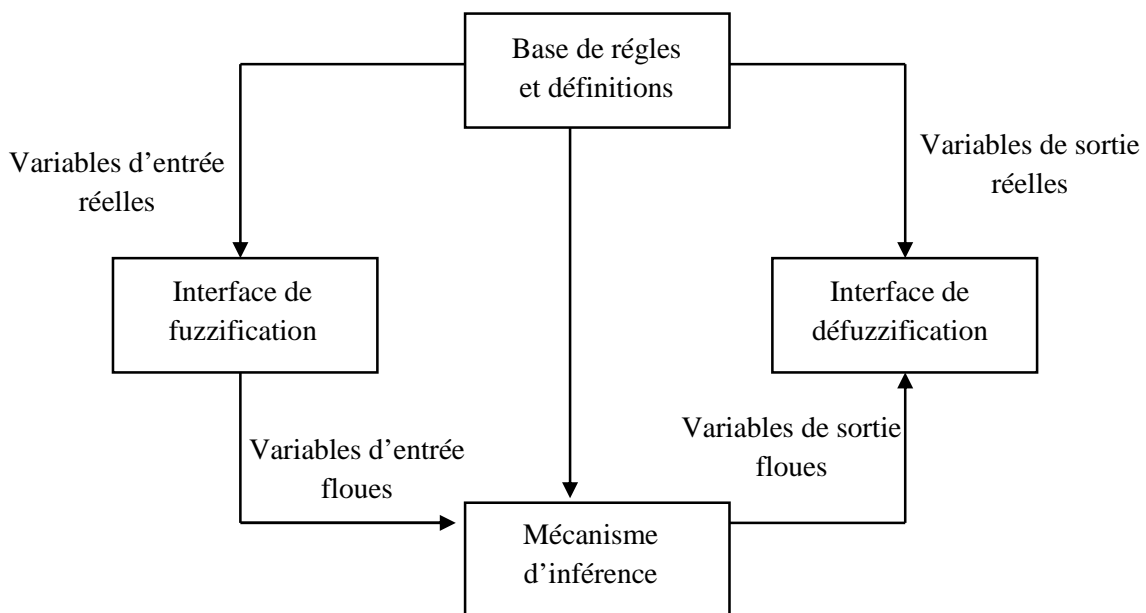 Base de régles
et définitions
Variables d’entrée
réelles
Variables de sortie
réelles
Interface de
fuzzification
Interface de
défuzzification
Variables d’entrée
floues
Variables de sortie
floues
Mécanisme
d’inférence